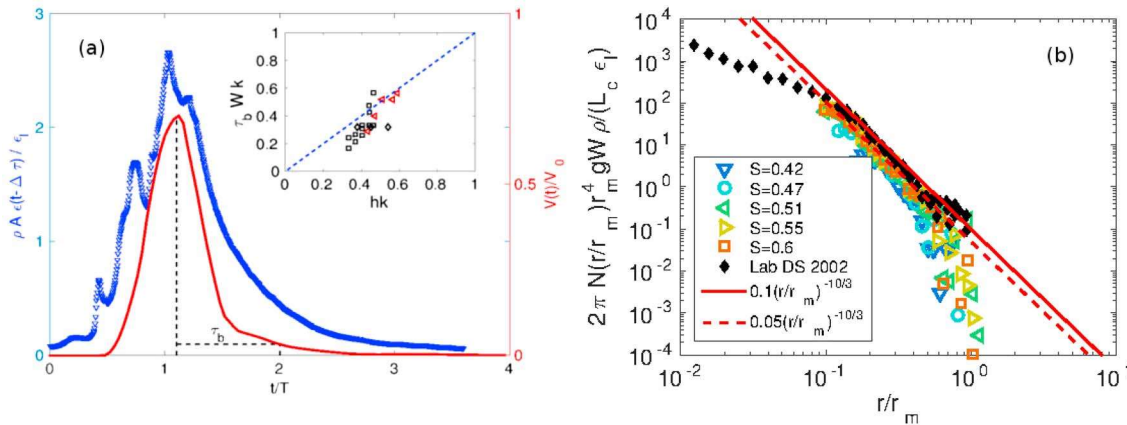 (a)
ρ A ϵ(t-Δ τ)/ ϵ_l
3
2
1
0
0 1 2 3 4
t/T
V(t)/V_0
1
0.5
0
τ_b
τ_b W k
1
0.8
0.6
0.4
0.2
0
0 0.2 0.4 0.6 0.8 1
hk
(b)
2π N(r/r_m)r_m^4 gW ρ/(L_c ϵ_l)
10^4
10^3
10^2
10^1
10^0
10^-1
10^-2
10^-3
10^-4
S=0.42
S=0.47
S=0.51
S=0.55
S=0.6
Lab DS 2002
0.1(r/r_m)^-10/3
0.05(r/r_m)^-10/3
10^-2 10^-1 10^0 10^1
r/r_m